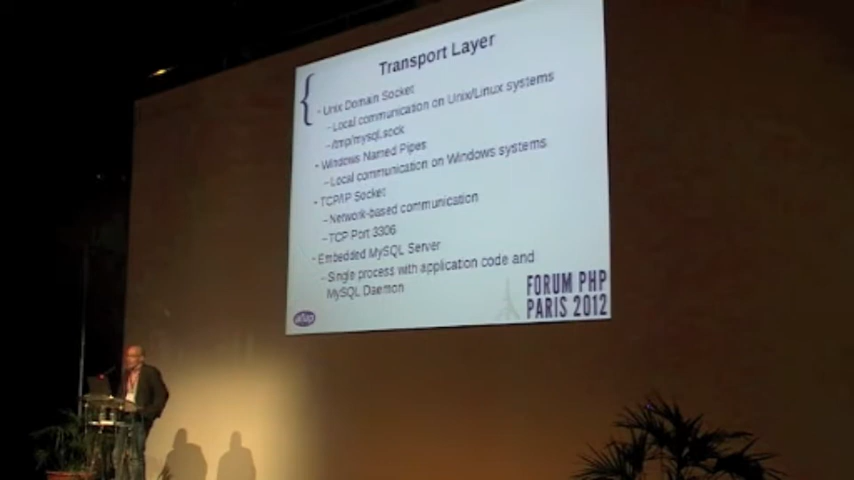 Transport Layer
{
- Unix Domain Socket
– Local communication on Unix/Linux systems
– /tmp/mysql.sock
- Windows Named Pipes
– Local communication on Windows systems
- TCP/IP Socket
– Network-based communication
– TCP Port 3306
- Embedded MySQL Server
– Single process with application code and
MySQL Daemon
afup
FORUM PHP
PARIS 2012